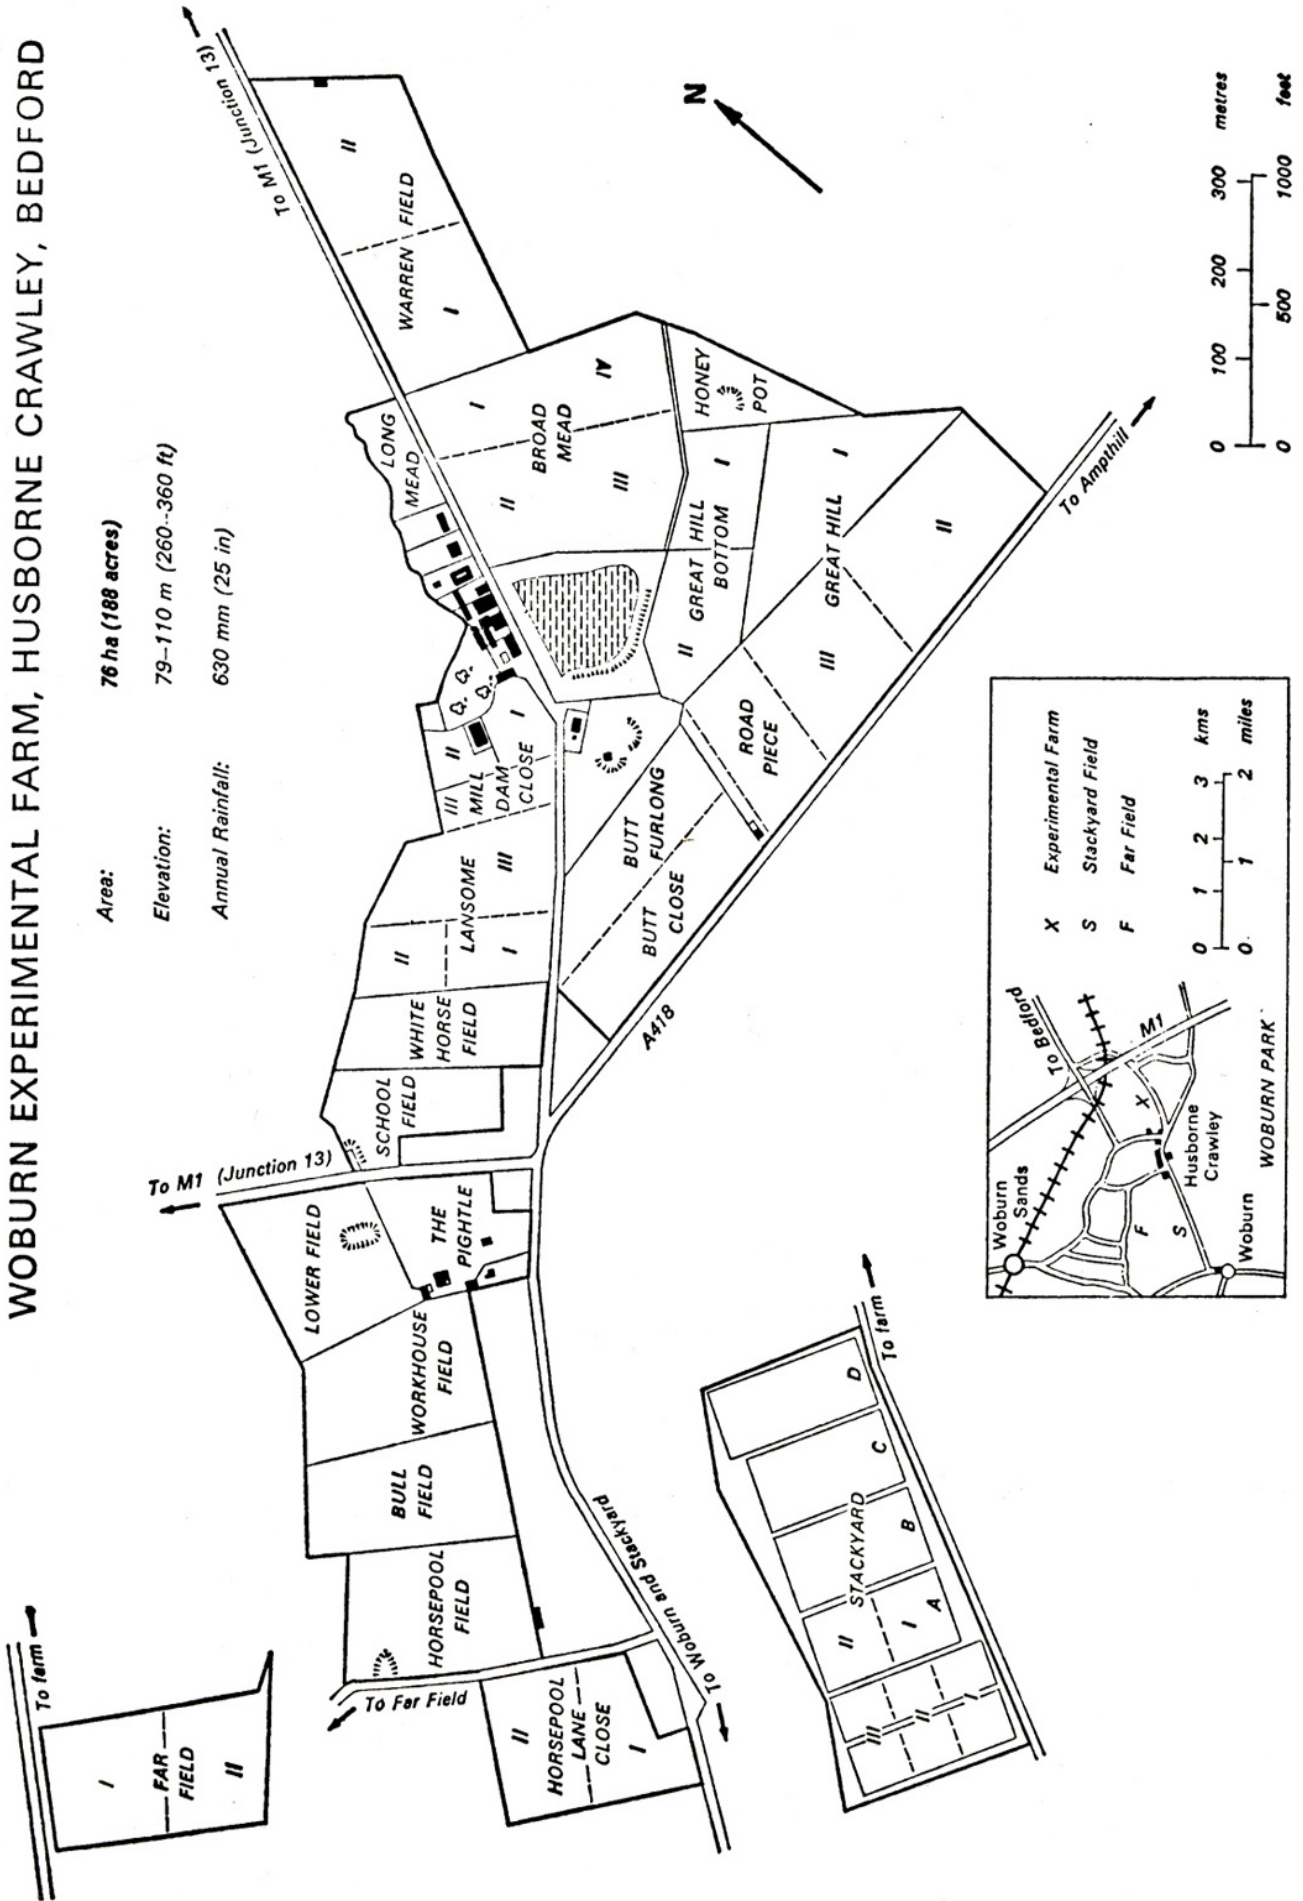 WOBURN EXPERIMENTAL FARM, HUSBORNE CRAWLEY, BEDFORD
Area: 76 ha (188 acres)
Elevation: 79–110 m (260–360 ft)
Annual Rainfall: 630 mm (25 in)
To farm
I
FAR
FIELD
II
To Far Field
HORSEPOOL
FIELD
II
HORSEPOOL
LANE
CLOSE
I
To Woburn and Stackyard
BULL
FIELD
WORKHOUSE
FIELD
LOWER FIELD
THE
PIGHTLE
To M1 (Junction 13)
SCHOOL
FIELD
WHITE
HORSE
FIELD
II
LANSOME
I
III
III
II
MILL
DAM
CLOSE
I
LONG
MEAD
To M1 (Junction 13)
WARREN FIELD
I
II
I
BROAD
MEAD
II
III
AI
HONEY
POT
GREAT HILL
BOTTOM
I
II
GREAT HILL
I
II
III
ROAD
PIECE
BUTT
FURLONG
BUTT
CLOSE
A418
To Ampthill
N
STACKYARD
III
II
I
II
I
A
B
C
D
To farm
Woburn
Sands
To Bedford
M1
X
F
S
Husborne
Crawley
Woburn
WOBURN PARK
X Experimental Farm
S Stackyard Field
F Far Field
0 1 2 3 kms
0 1 2 miles
0 100 200 300 metres
0 500 1000 feet